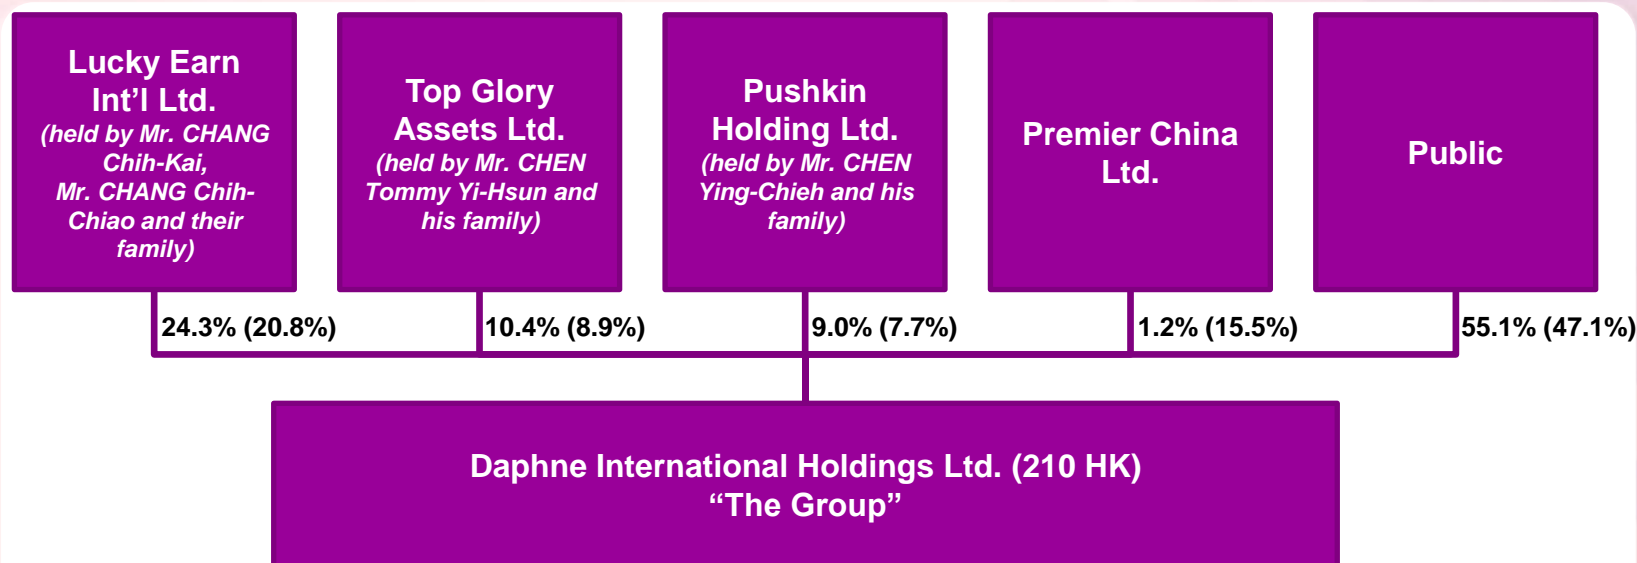 Lucky Earn
Int’l Ltd.
(held by Mr. CHANG
Chih-Kai,
Mr. CHANG Chih-
Chiao and their
family)
Top Glory
Assets Ltd.
(held by Mr. CHEN
Tommy Yi-Hsun and
his family)
Pushkin
Holding Ltd.
(held by Mr. CHEN
Ying-Chieh and his
family)
Premier China
Ltd.
Public
24.3% (20.8%)
10.4% (8.9%)
9.0% (7.7%)
1.2% (15.5%)
55.1% (47.1%)
Daphne International Holdings Ltd. (210 HK)
“The Group”